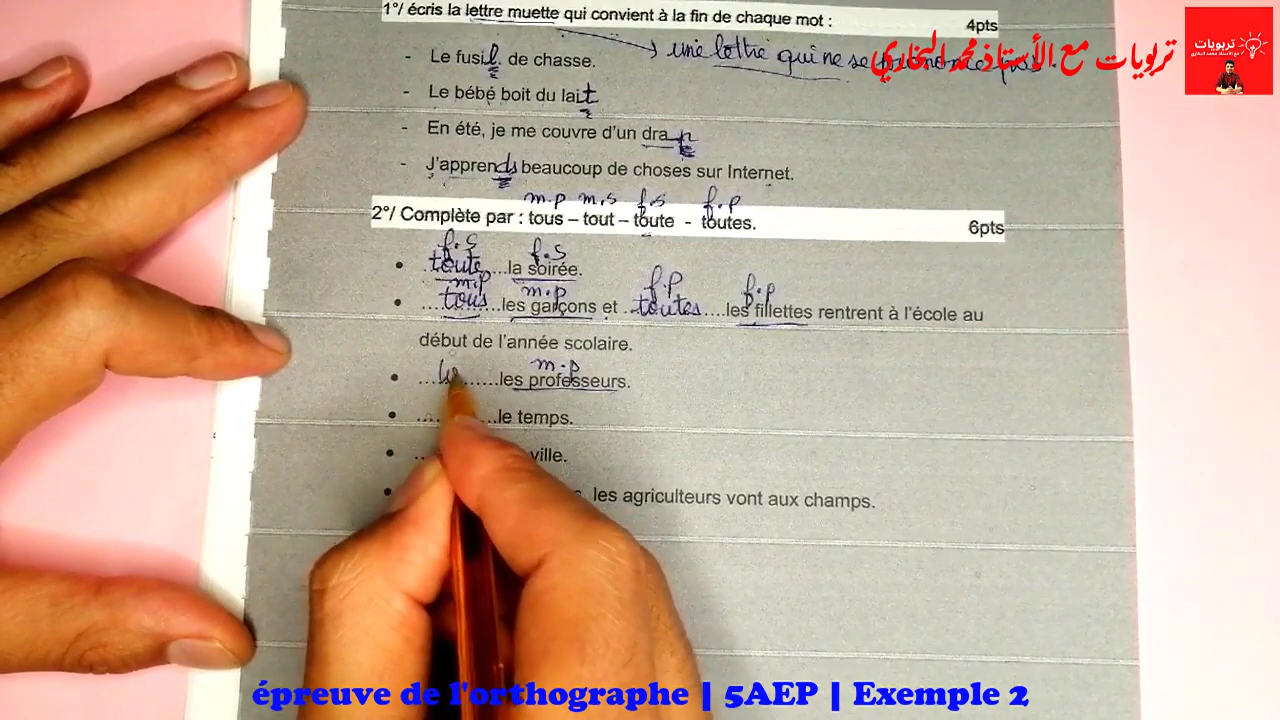 1°/ écris la lettre muette qui convient à la fin de chaque mot : 4pts
- Le fusil de chasse. → une lettre qui ne se
- Le bébé boit du lait
- En été, je me couvre d'un drap
- J'apprends beaucoup de choses sur Internet.
m.p m.s f.s f.p
2°/ Complète par : tous – tout – toute - toutes. 6pts
f.s f.s
• toute la soirée.
m.p m.p f.p f.p
• tous les garçons et toutes les fillettes rentrent à l'école au
début de l'année scolaire.
m.p
• les professeurs.
• le temps.
• ville.
• les agriculteurs vont aux champs.
تربويات مع الأستاذ محمد البخاري
تربويات
épreuve de l'orthographe | 5AEP | Exemple 2